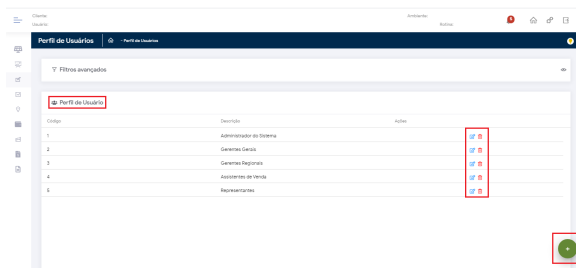 Cliente:
Ambiente:
Usuário:
Rotina:
Perfil de Usuários
- Perfil de Usuários
Filtros avançados
Perfil de Usuário
Código
Descrição
Ações
1
Administrador do Sistema
2
Gerentes Gerais
3
Gerentes Regionais
4
Assistentes de Venda
5
Representantes